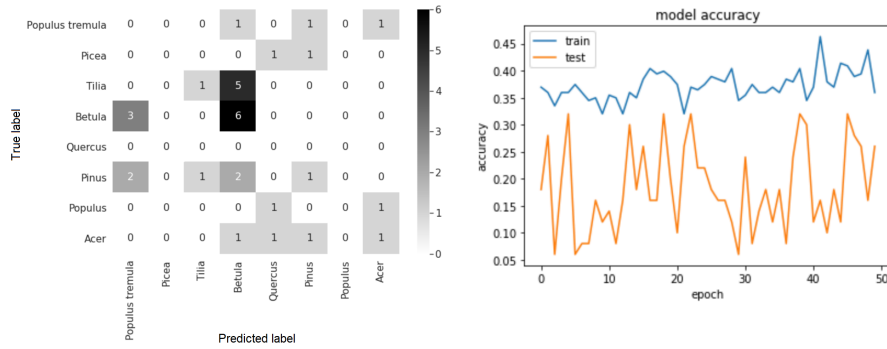 Populus tremula 0 0 0 1 0 1 0 1
Picea 0 0 0 0 1 1 0 0
Tilia 0 0 1 5 0 0 0 0
Betula 3 0 0 6 0 0 0 0
Quercus 0 0 0 0 0 0 0 0
Pinus 2 0 1 2 0 1 0 0
Populus 0 0 0 0 1 0 0 1
Acer 0 0 0 1 1 1 0 1
True label
Populus tremula
Picea
Tilia
Betula
Quercus
Pinus
Populus
Acer
Predicted label
6
5
4
3
2
1
0
model accuracy
train
test
0.45
0.40
0.35
0.30
0.25
0.20
0.15
0.10
0.05
accuracy
0 10 20 30 40 50
epoch